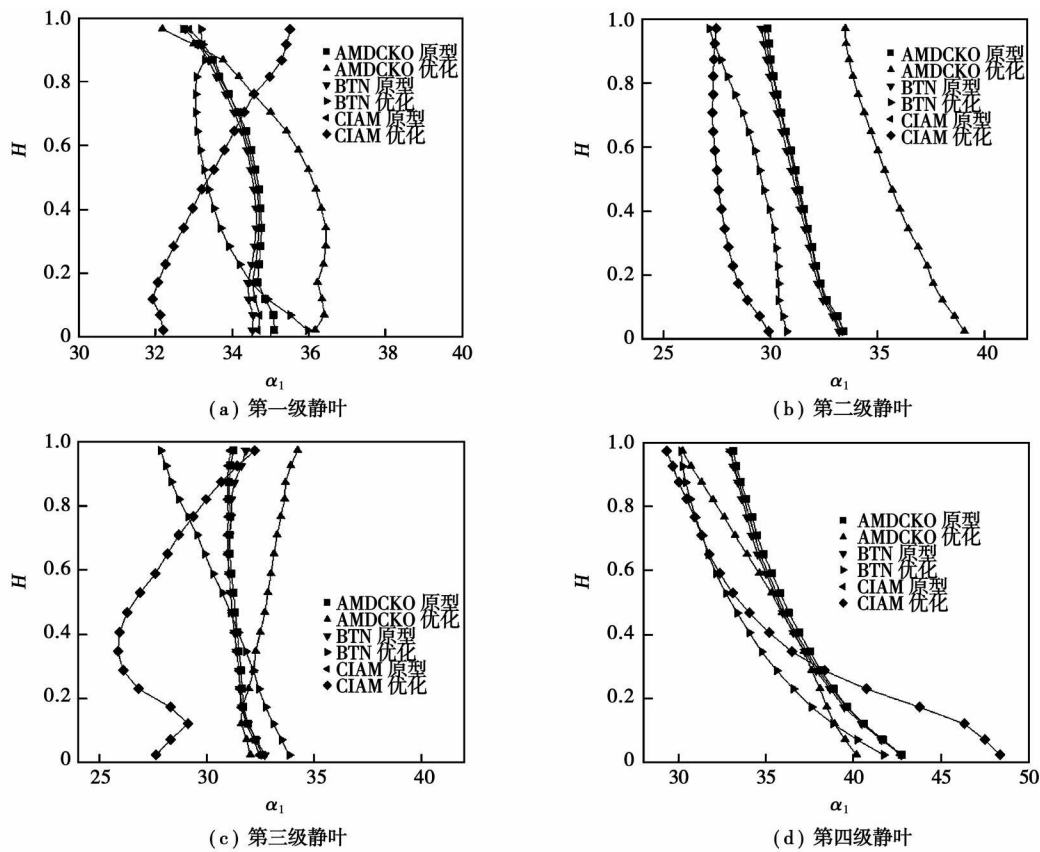 1.0
0.8
0.6
0.4
0.2
0
H
AMDCKO 原型
AMDCKO 优化
BTN 原型
BTN 优化
CIAM 原型
CIAM 优化
30 32 34 36 38 40
α1
(a) 第一级静叶
1.0
0.8
0.6
0.4
0.2
0
H
AMDCKO 原型
AMDCKO 优化
BTN 原型
BTN 优化
CIAM 原型
CIAM 优化
25 30 35 40
α1
(b) 第二级静叶
1.0
0.8
0.6
0.4
0.2
0
H
AMDCKO 原型
AMDCKO 优化
BTN 原型
BTN 优化
CIAM 原型
CIAM 优化
25 30 35 40
α1
(c) 第三级静叶
1.0
0.8
0.6
0.4
0.2
0
H
AMDCKO 原型
AMDCKO 优化
BTN 原型
BTN 优化
CIAM 原型
CIAM 优化
30 35 40 45 50
α1
(d) 第四级静叶